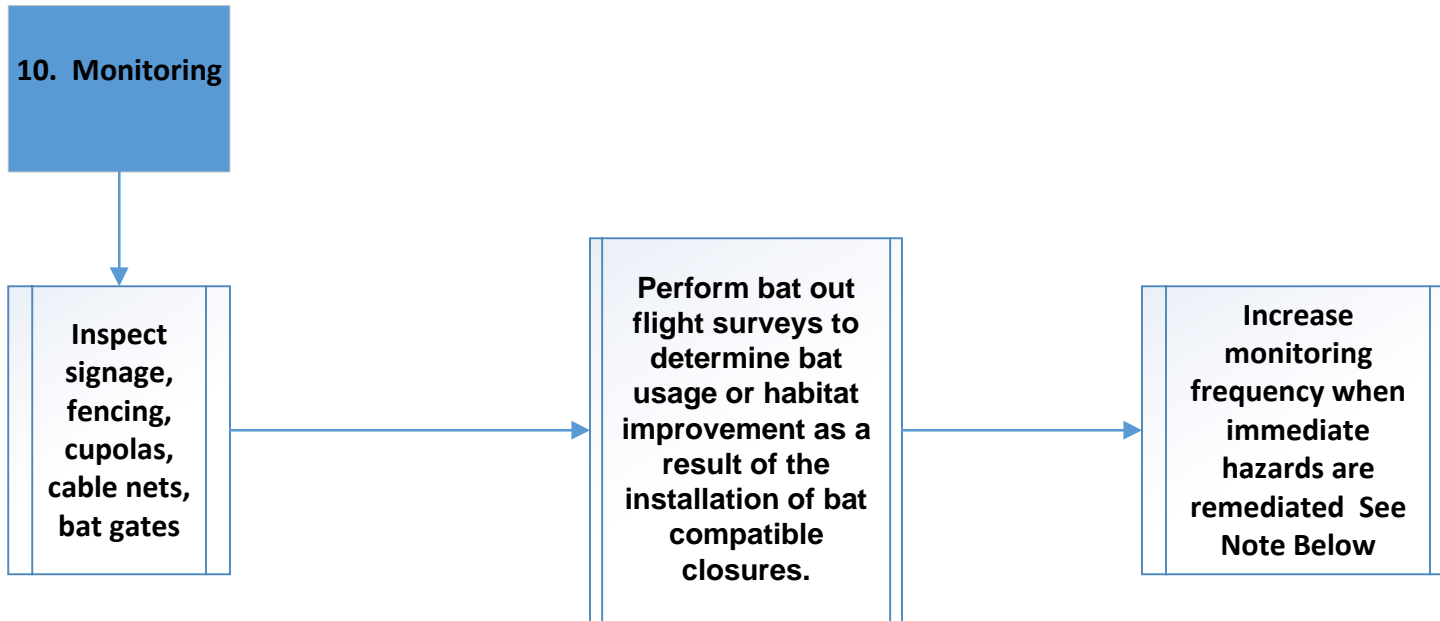 10.  Monitoring
Inspect
signage,
fencing,
cupolas,
cable nets,
bat gates
Perform bat out
flight surveys to
determine bat
usage or habitat
improvement as a
result of the
installation of bat
compatible
closures.
Increase
monitoring
frequency when
immediate
hazards are
remediated  See
Note Below